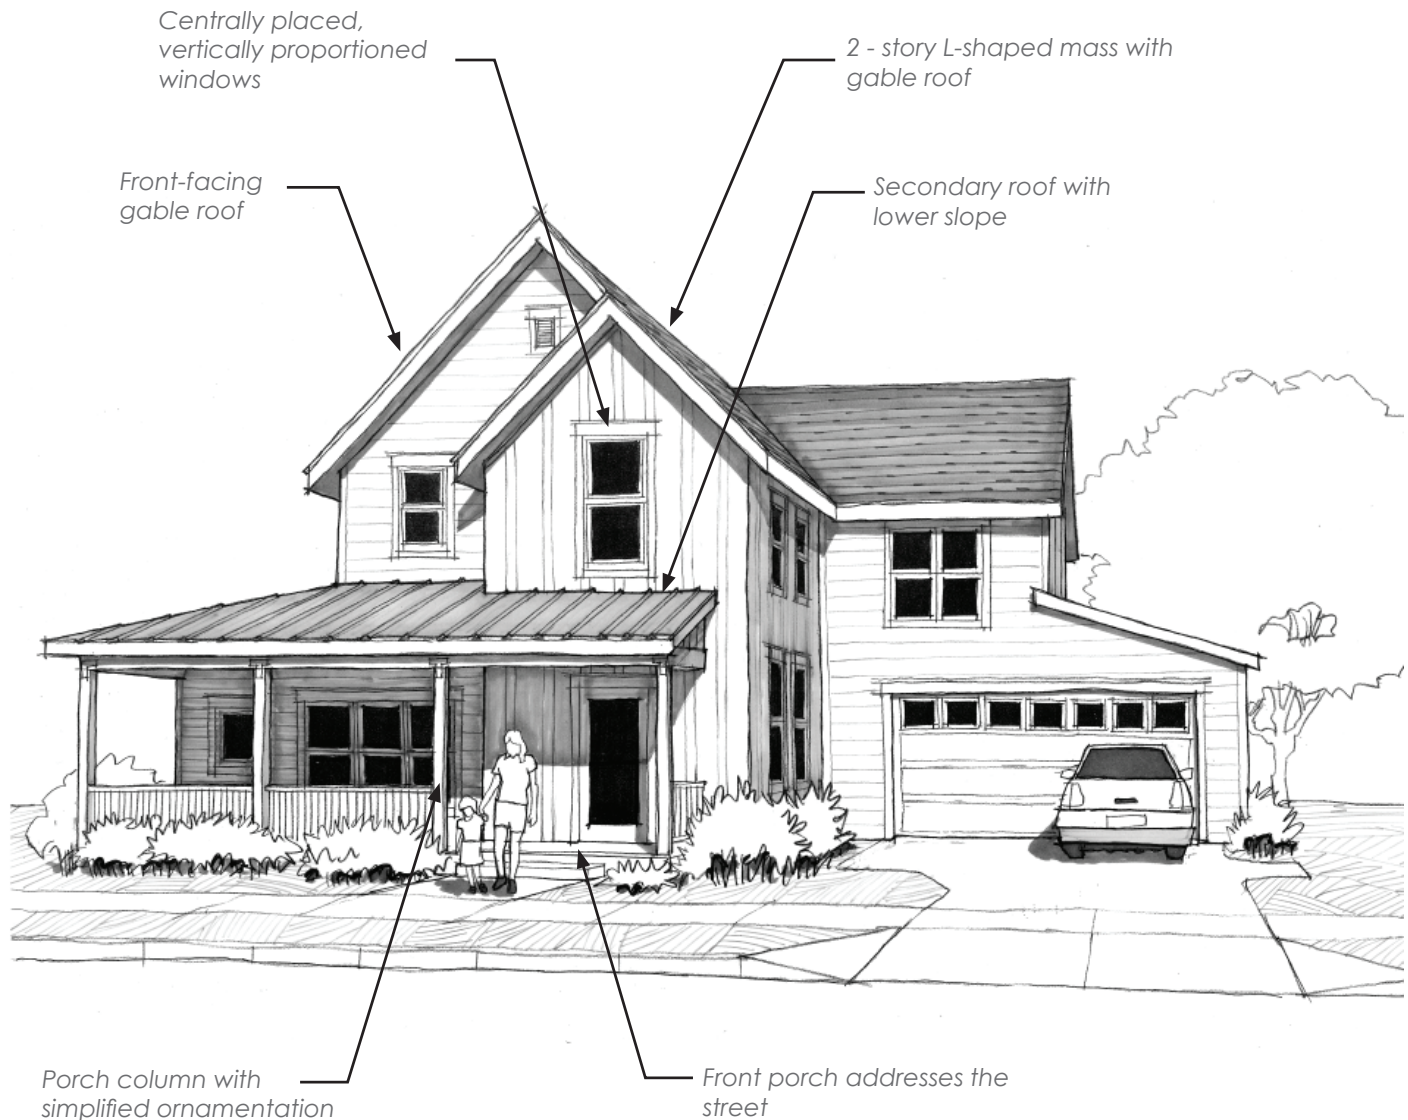 Centrally placed,
vertically proportioned
windows
2 - story L-shaped mass with
gable roof
Front-facing
gable roof
Secondary roof with
lower slope
Porch column with
simplified ornamentation
Front porch addresses the
street